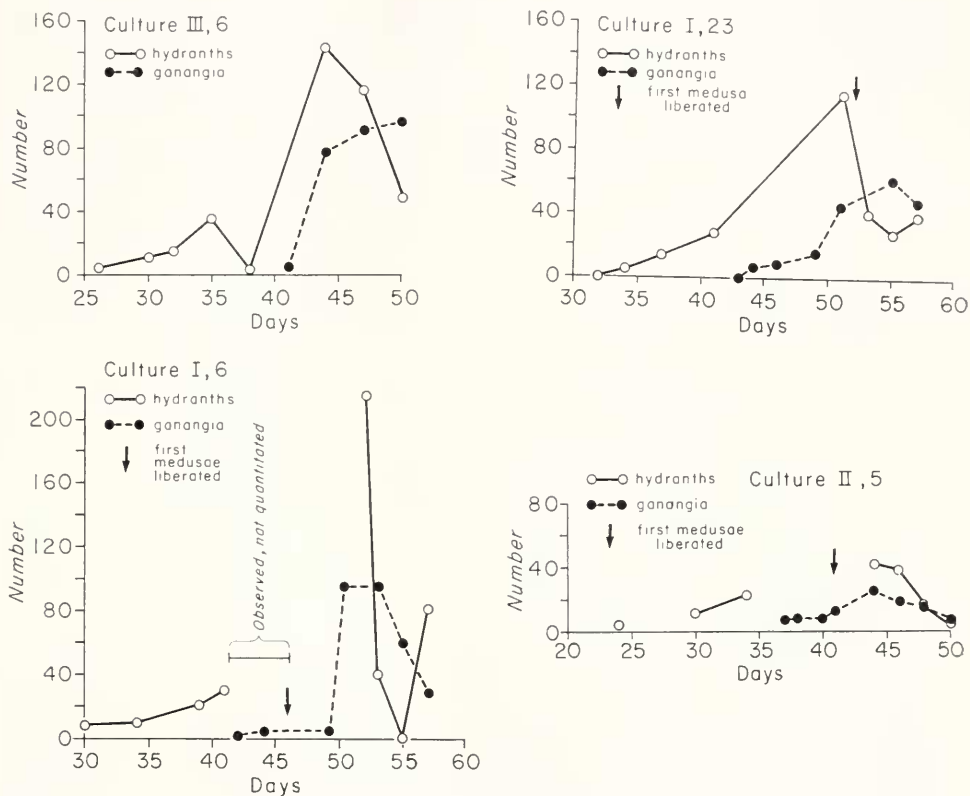 Culture III, 6
hydranths
gonangia
Number
160
120
80
40
0
25 30 35 40 45 50
Days
Culture I, 23
hydranths
gonangia
first medusa
liberated
Number
160
120
80
40
0
30 35 40 45 50 55 60
Days
Culture I, 6
hydranths
gonangia
first
medusae
liberated
Observed, not quantitated
Number
200
160
120
80
40
0
30 35 40 45 50 55 60
Days
Culture II, 5
hydranths
gonangia
first medusae
liberated
Number
80
40
0
20 25 30 35 40 45 50
Days